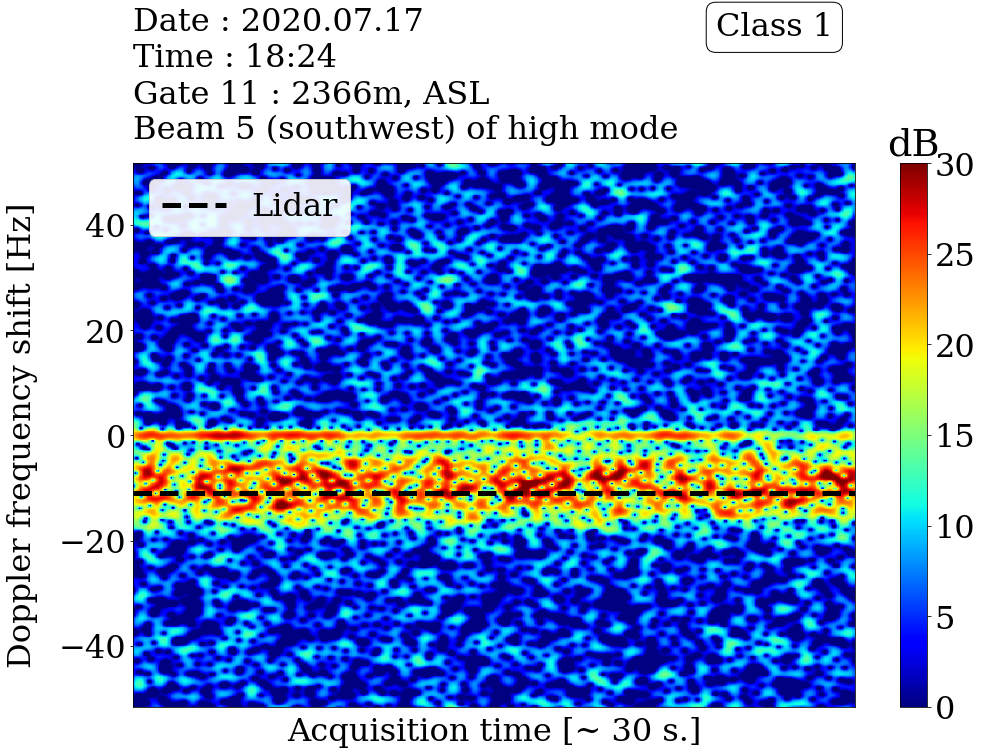 Date : 2020.07.17
Time : 18:24
Gate 11 : 2366m, ASL
Beam 5 (southwest) of high mode
Class 1
dB
Lidar
Doppler frequency shift [Hz]
40
20
0
−20
−40
Acquisition time [~ 30 s.]
30
25
20
15
10
5
0